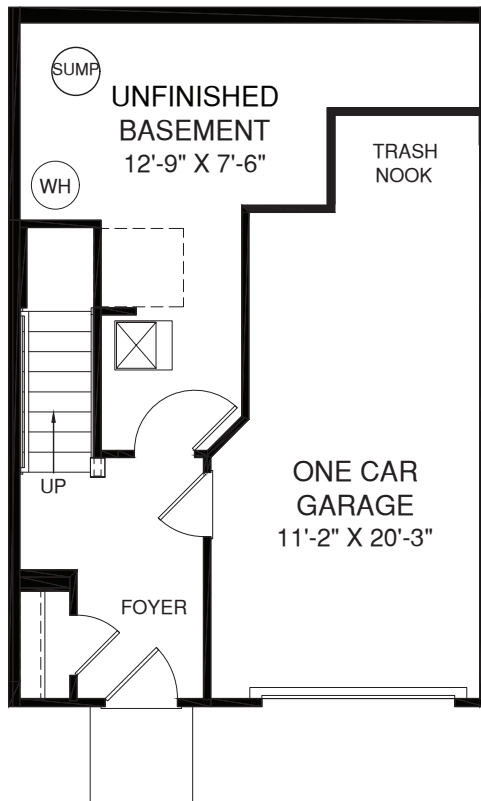 SUMP
UNFINISHED
BASEMENT
12'-9" X 7'-6"
TRASH
NOOK
WH
UP
ONE CAR
GARAGE
11'-2" X 20'-3"
FOYER